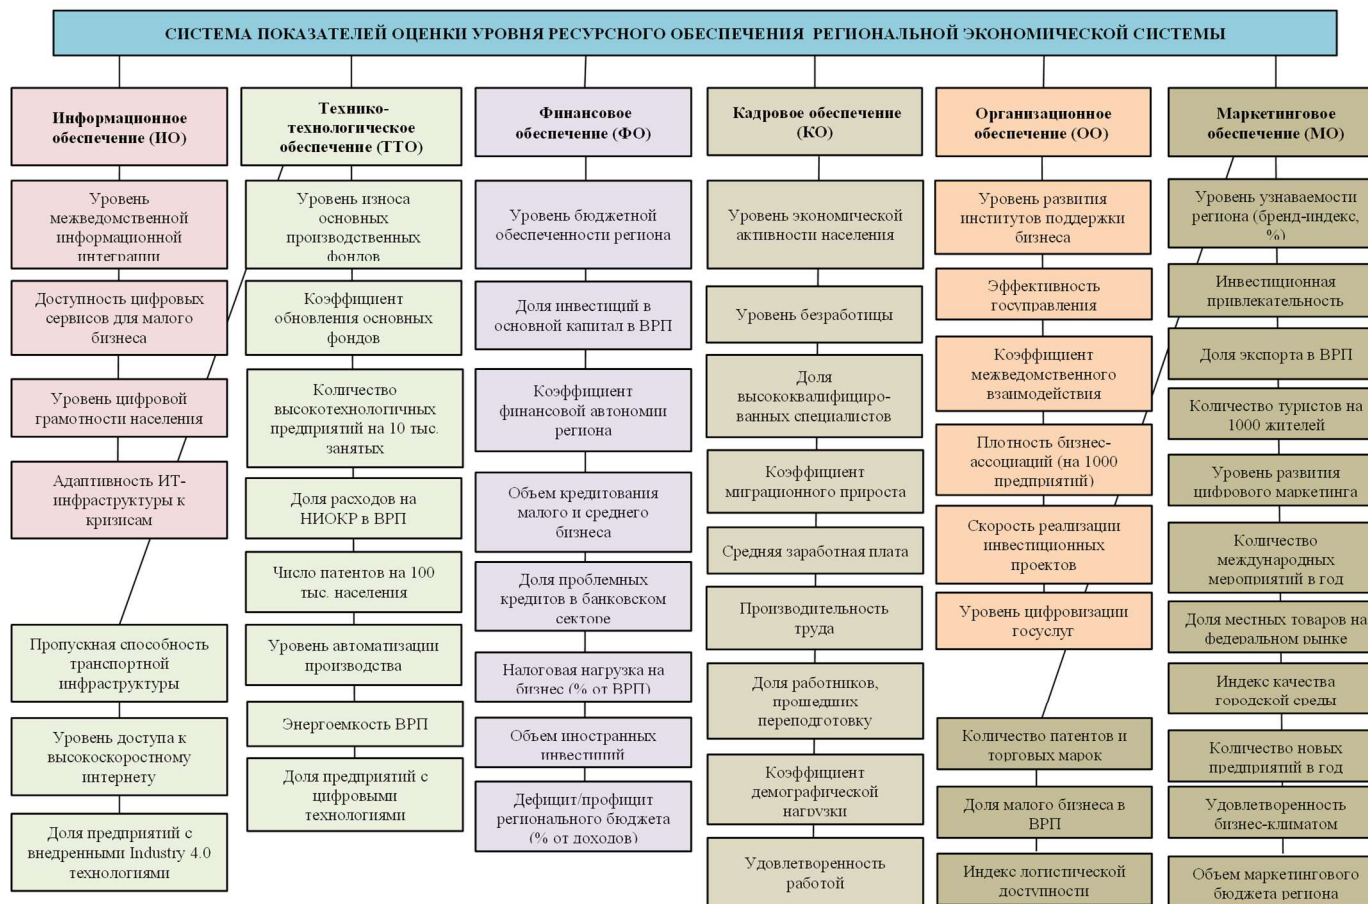 СИСТЕМА ПОКАЗАТЕЛЕЙ ОЦЕНКИ УРОВНЯ РЕСУРСНОГО ОБЕСПЕЧЕНИЯ РЕГИОНАЛЬНОЙ ЭКОНОМИЧЕСКОЙ СИСТЕМЫ
Информационное
обеспечение (ИО)
Уровень
межведомственной
информационной
интеграции
Доступность цифровых
сервисов для малого
бизнеса
Уровень цифровой
грамотности населения
Адаптивность ИТ-
инфраструктуры к
кризисам
Технико-
технологическое
обеспечение (ТТО)
Уровень износа
основных
производственных
фондов
Коэффициент
обновления основных
фондов
Количество
высокотехнологичных
предприятий на 10 тыс.
занятых
Доля расходов на
НИОКР в ВРП
Число патентов на 100
тыс. населения
Уровень автоматизации
производства
Энергоемкость ВРП
Доля предприятий с
цифровыми
технологиями
Пропускная способность
транспортной
инфраструктуры
Уровень доступа к
высокоскоростному
интернету
Доля предприятий с
внедренными Industry 4.0
технологиями
Финансовое
обеспечение (ФО)
Уровень бюджетной
обеспеченности региона
Доля инвестиций в
основной капитал в ВРП
Коэффициент
финансовой автономии
региона
Объем кредитования
малого и среднего
бизнеса
Доля проблемных
кредитов в банковском
секторе
Налоговая нагрузка на
бизнес (% от ВРП)
Объем иностранных
инвестиций
Дефицит/профицит
регионального бюджета
(% от доходов)
Кадровое обеспечение
(КО)
Уровень экономической
активности населения
Уровень безработицы
Доля
высококвалифициро-
ванных специалистов
Коэффициент
миграционного прироста
Средняя заработная плата
Производительность
труда
Доля работников,
прошедших
переподготовку
Коэффициент
демографической
нагрузки
Удовлетворенность
работой
Организационное
обеспечение (ОО)
Уровень развития
институтов поддержки
бизнеса
Эффективность
госуправления
Коэффициент
межведомственного
взаимодействия
Плотность бизнес-
ассоциаций (на 1000
предприятий)
Скорость реализации
инвестиционных
проектов
Уровень цифровизации
госуслуг
Маркетинговое
обеспечение (МО)
Уровень узнаваемости
региона (бренд-индекс,
%)
Инвестиционная
привлекательность
Доля экспорта в ВРП
Количество туристов на
1000 жителей
Уровень развития
цифрового маркетинга
Количество
международных
мероприятий в год
Доля местных товаров на
федеральном рынке
Индекс качества
городской среды
Количество новых
предприятий в год
Удовлетворенность
бизнес-климатом
Объем маркетингового
бюджета региона
Количество патентов и
торговых марок
Доля малого бизнеса в
ВРП
Индекс логистической
доступности